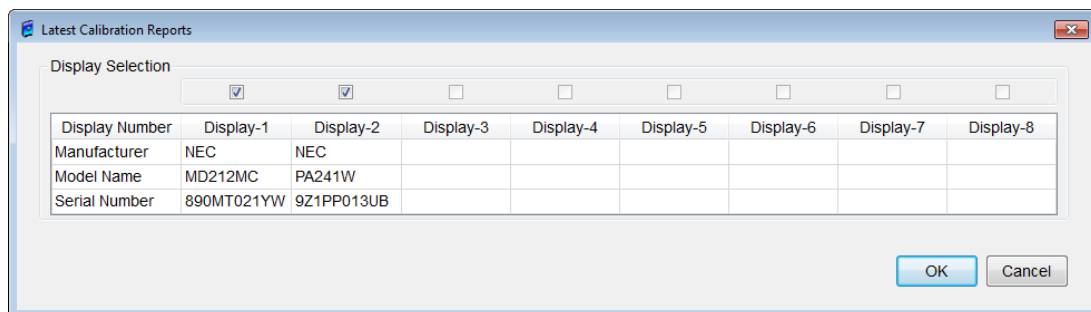 Latest Calibration Reports
Display Selection
Display Number Display-1 Display-2 Display-3 Display-4 Display-5 Display-6 Display-7 Display-8
Manufacturer NEC NEC
Model Name MD212MC PA241W
Serial Number 890MT021YW 9Z1PP013UB
OK Cancel